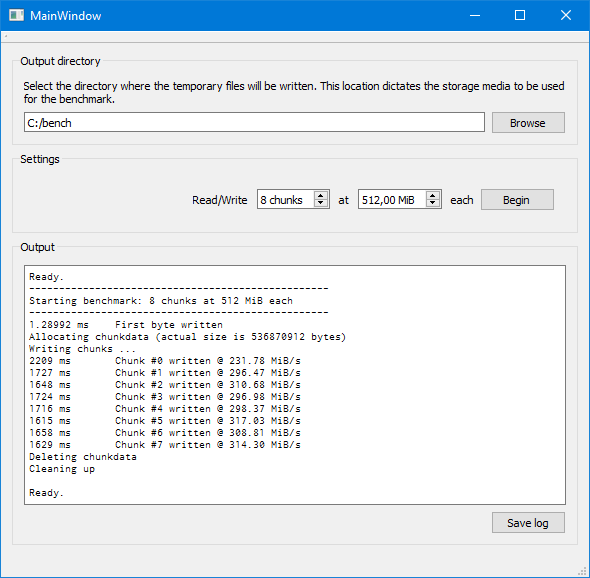 MainWindow
Output directory
Select the directory where the temporary files will be written. This location dictates the storage media to be used
for the benchmark.
C:/bench Browse
Settings
Read/Write 8 chunks at 512,00 MiB each Begin
Output
Ready.
--------------------------------------------------
Starting benchmark: 8 chunks at 512 MiB each
--------------------------------------------------
1.28992 ms First byte written
Allocating chunkdata (actual size is 536870912 bytes)
Writing chunks ...
2209 ms Chunk #0 written @ 231.78 MiB/s
1727 ms Chunk #1 written @ 296.47 MiB/s
1648 ms Chunk #2 written @ 310.68 MiB/s
1724 ms Chunk #3 written @ 296.98 MiB/s
1716 ms Chunk #4 written @ 298.37 MiB/s
1615 ms Chunk #5 written @ 317.03 MiB/s
1658 ms Chunk #6 written @ 308.81 MiB/s
1629 ms Chunk #7 written @ 314.30 MiB/s
Deleting chunkdata
Cleaning up
Ready.
Save log